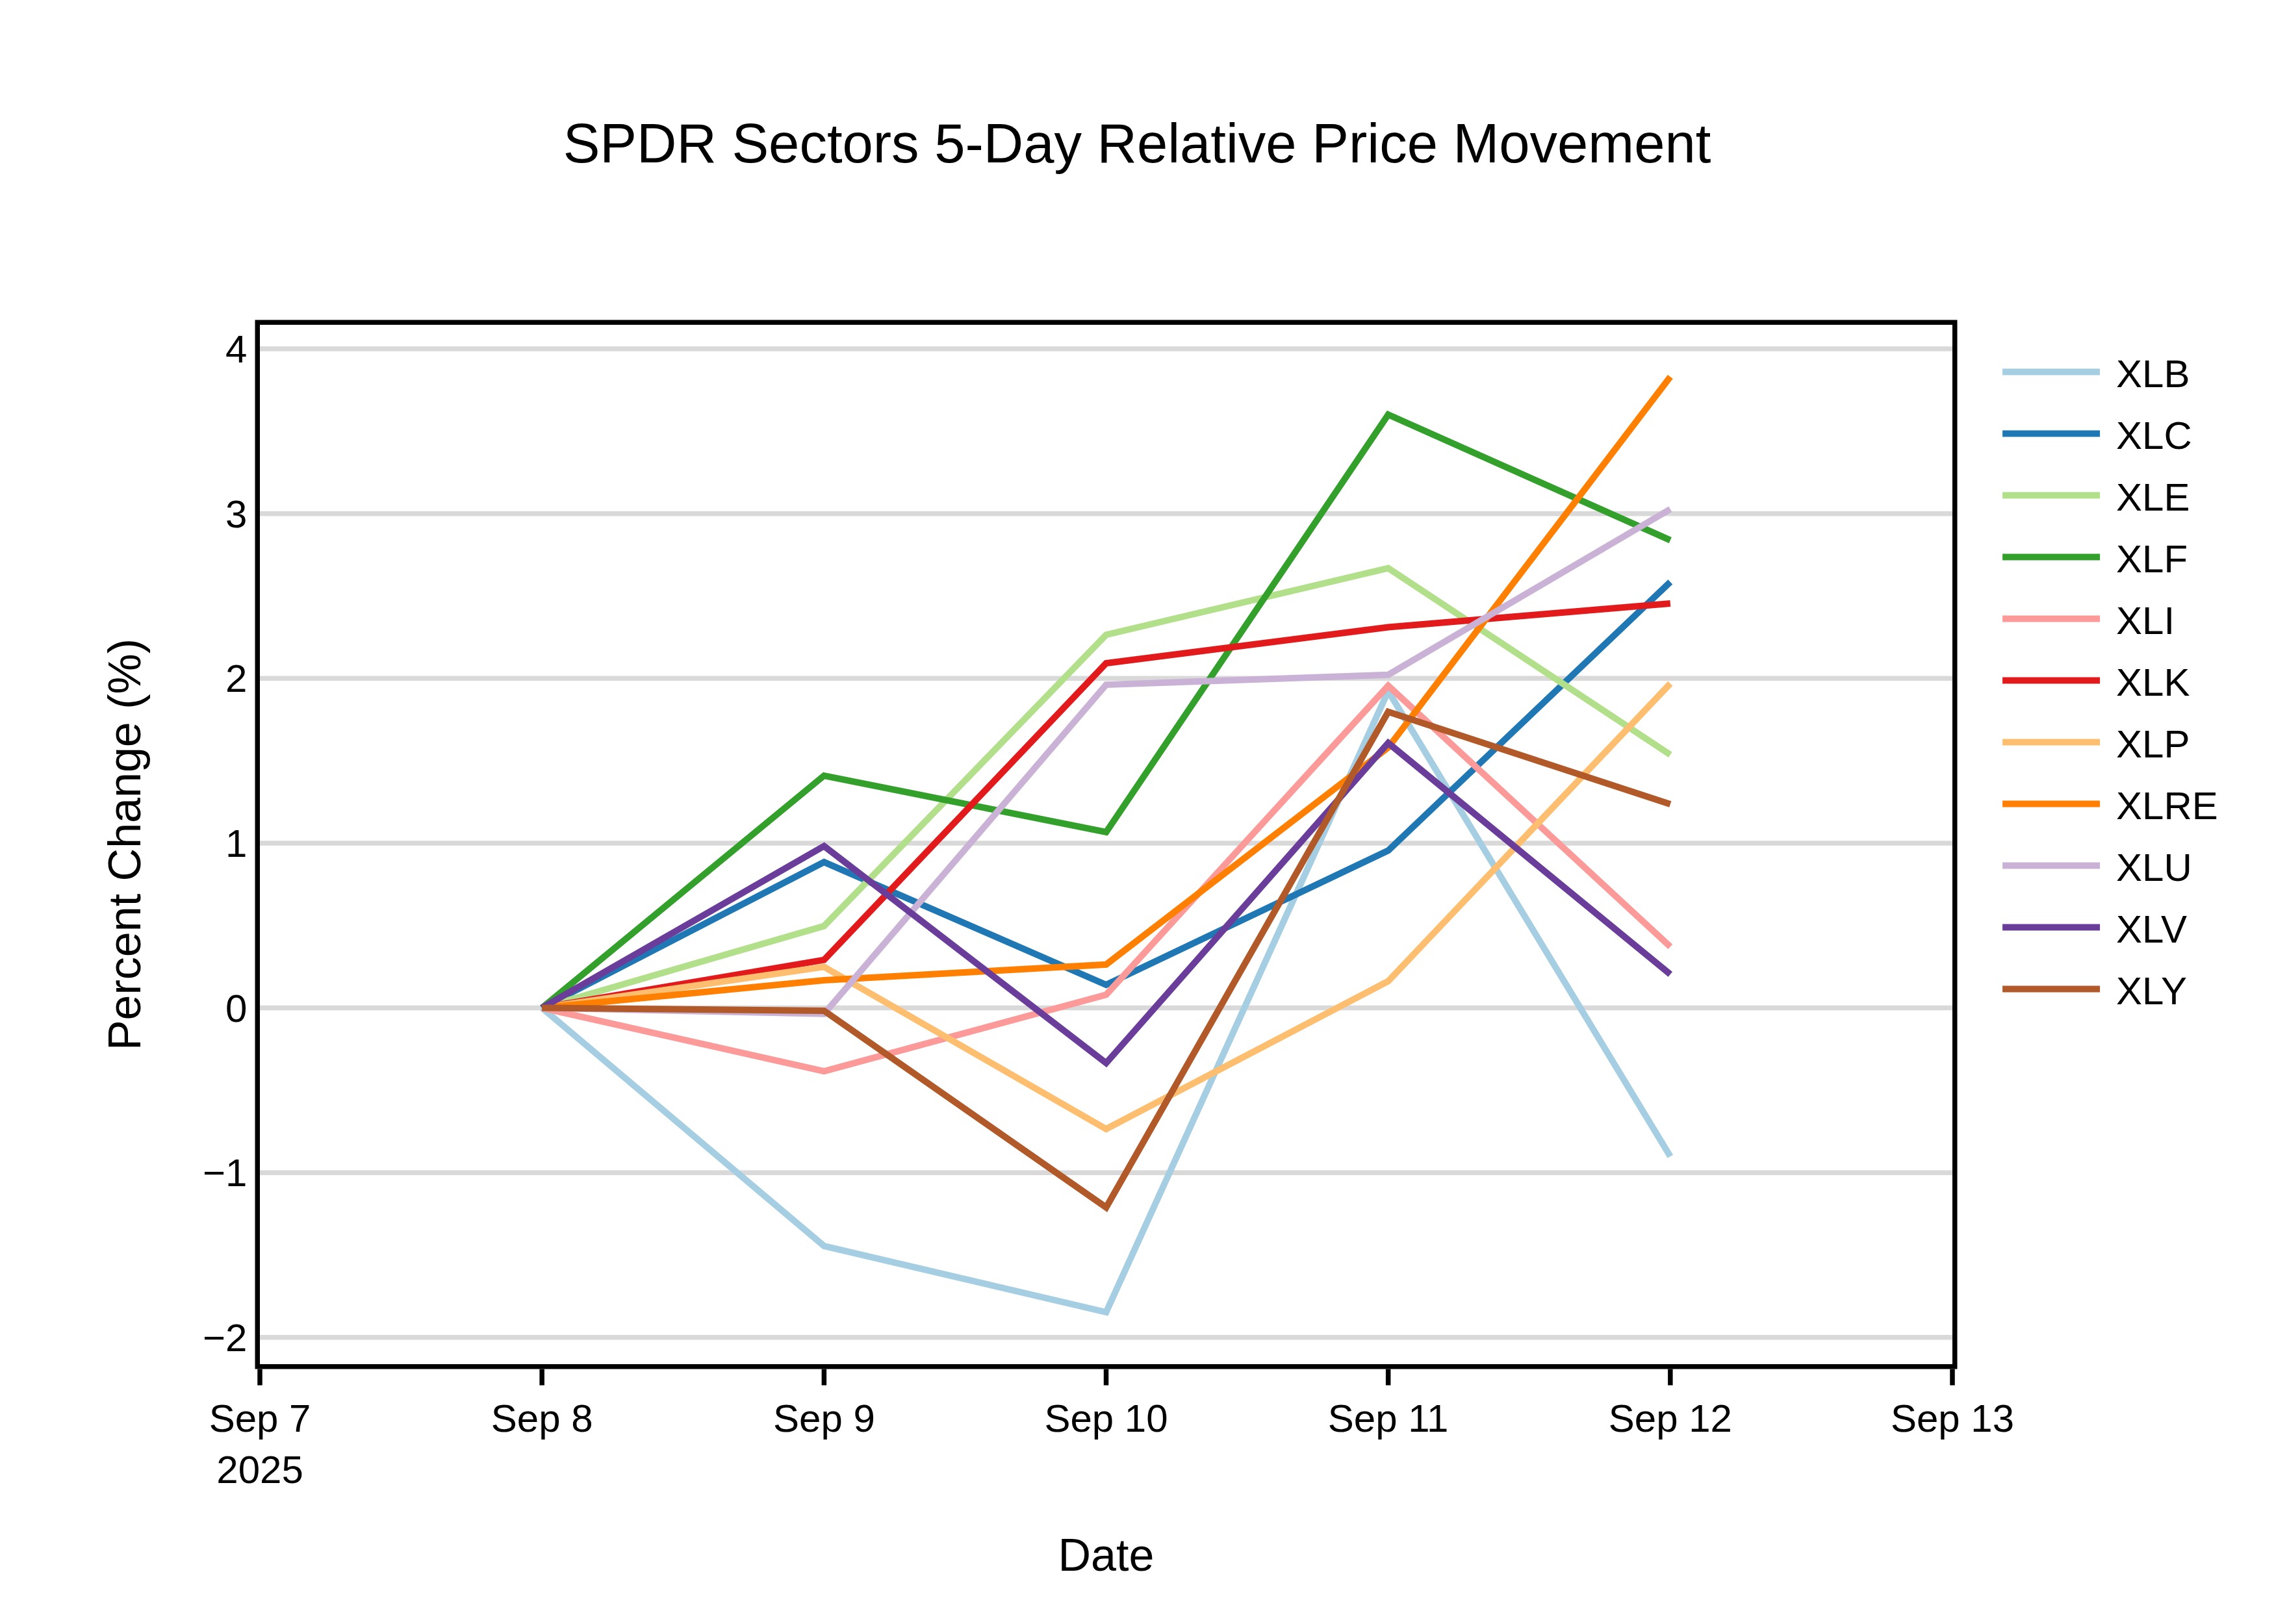 SPDR Sectors 5-Day Relative Price Movement
Percent Change (%)
4
3
2
1
0
−1
−2
Sep 7
2025
Sep 8
Sep 9
Sep 10
Sep 11
Sep 12
Sep 13
Date
XLB
XLC
XLE
XLF
XLI
XLK
XLP
XLRE
XLU
XLV
XLY